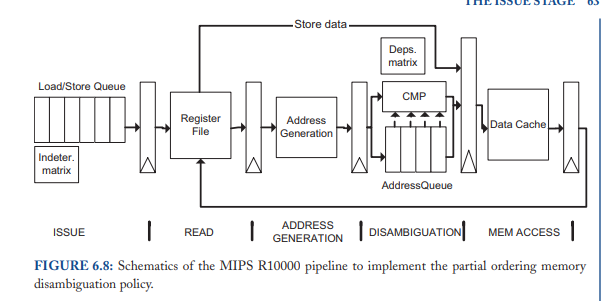 THE ISSUE STAGE 63
Store data
Deps.
matrix
Load/Store Queue
CMP
Register
File
Address
Generation
Data Cache
Indeter.
matrix
AddressQueue
ISSUE
READ
ADDRESS
GENERATION
DISAMBIGUATION
MEM ACCESS
FIGURE 6.8: Schematics of the MIPS R10000 pipeline to implement the partial ordering memory
disambiguation policy.